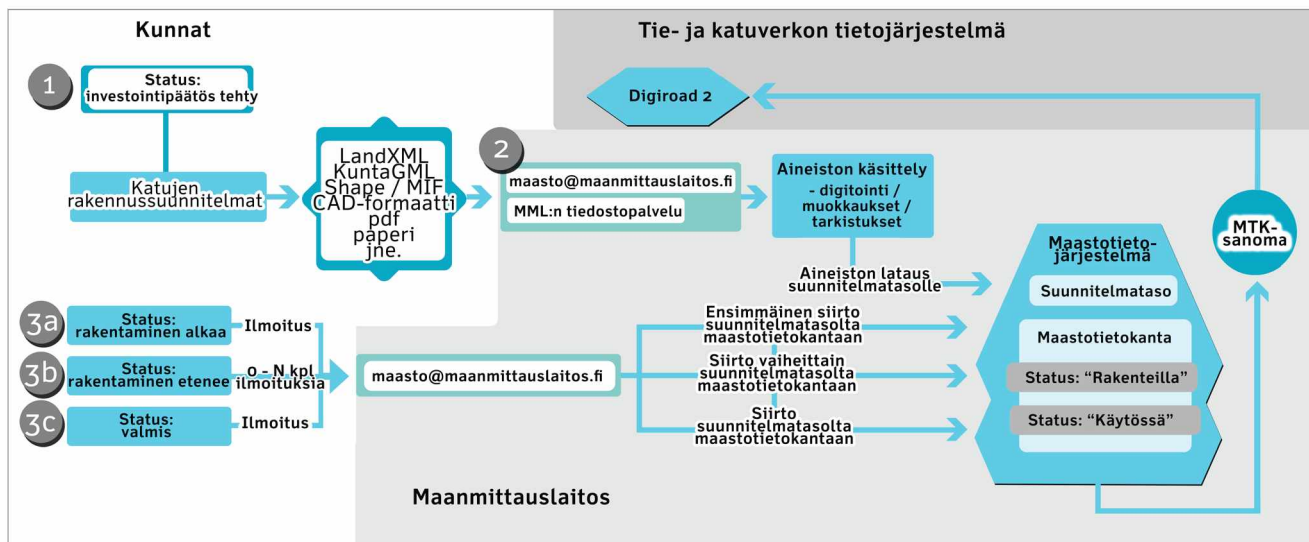 Kunnat
Tie- ja katuverkon tietojärjestelmä
1
Status:
investointipäätös tehty
Digiroad 2
Katujen
rakennussuunnitelmat
LandXML
KuntaGML
Shape / MIF
CAD-formaatti
pdf
paperi
jne.
2
maasto@maanmittauslaitos.fi
MML:n tiedostopalvelu
Aineiston käsittely
- digitointi /
muokkaukset /
tarkistukset
Aineiston lataus
suunnitelmatasolle
MTK-
sanoma
Maastotieto-
järjestelmä
Suunnitelmataso
Maastotietokanta
Status: “Rakenteilla”
Status: “Käytössä”
3a
Status:
rakentaminen alkaa
Ilmoitus
3b
Status:
rakentaminen etenee
0 - N kpl
ilmoituksia
3c
Status:
valmis
Ilmoitus
maasto@maanmittauslaitos.fi
Ensimmäinen siirto
suunnitelmatasolta
maastotietokantaan
Siirto vaiheittain
suunnitelmatasolta
maastotietokantaan
Siirto
suunnitelmatasolta
maastotietokantaan
Maanmittauslaitos